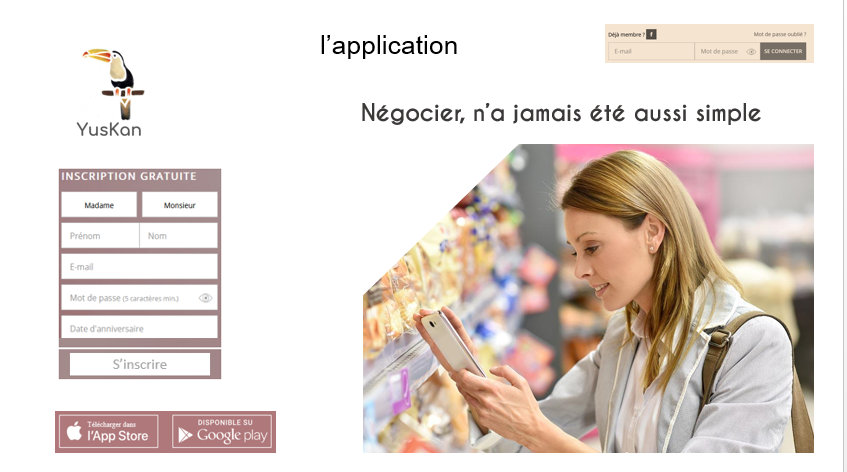 l'application
Déjà membre ? f
Mot de passe oublié ?
E-mail
Mot de passe
SE CONNECTER
YusKan
Négocier, n'a jamais été aussi simple
INSCRIPTION GRATUITE
Madame
Monsieur
Prénom
Nom
E-mail
Mot de passe (5 caractères min.)
Date d'anniversaire
S'inscrire
Télécharger dans
l'App Store
DISPONIBLE SU
Google play